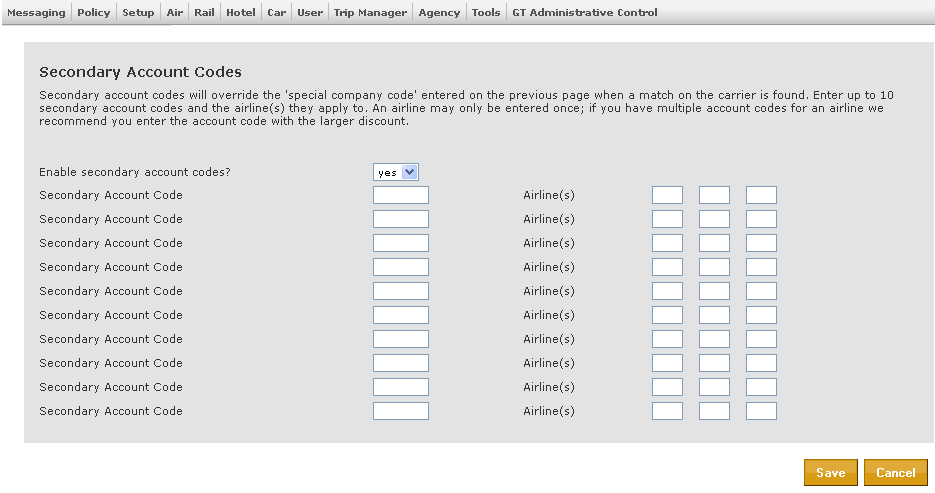 Messaging Policy Setup Air Rail Hotel Car User Trip Manager Agency Tools GT Administrative Control
Secondary Account Codes
Secondary account codes will override the 'special company code' entered on the previous page when a match on the carrier is found. Enter up to 10
secondary account codes and the airline(s) they apply to. An airline may only be entered once; if you have multiple account codes for an airline we
recommend you enter the account code with the larger discount.
Enable secondary account codes? yes
Secondary Account Code Airline(s)
Secondary Account Code Airline(s)
Secondary Account Code Airline(s)
Secondary Account Code Airline(s)
Secondary Account Code Airline(s)
Secondary Account Code Airline(s)
Secondary Account Code Airline(s)
Secondary Account Code Airline(s)
Secondary Account Code Airline(s)
Secondary Account Code Airline(s)
Save Cancel